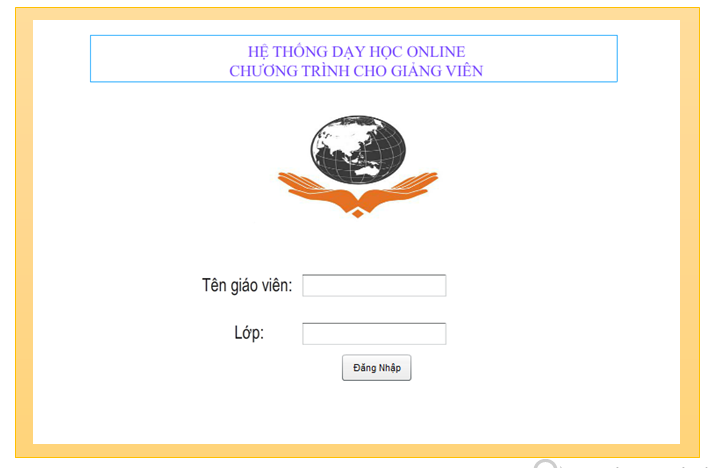 HỆ THỐNG DẠY HỌC ONLINE
CHƯƠNG TRÌNH CHO GIẢNG VIÊN
Tên giáo viên:
Lớp:
Đăng Nhập